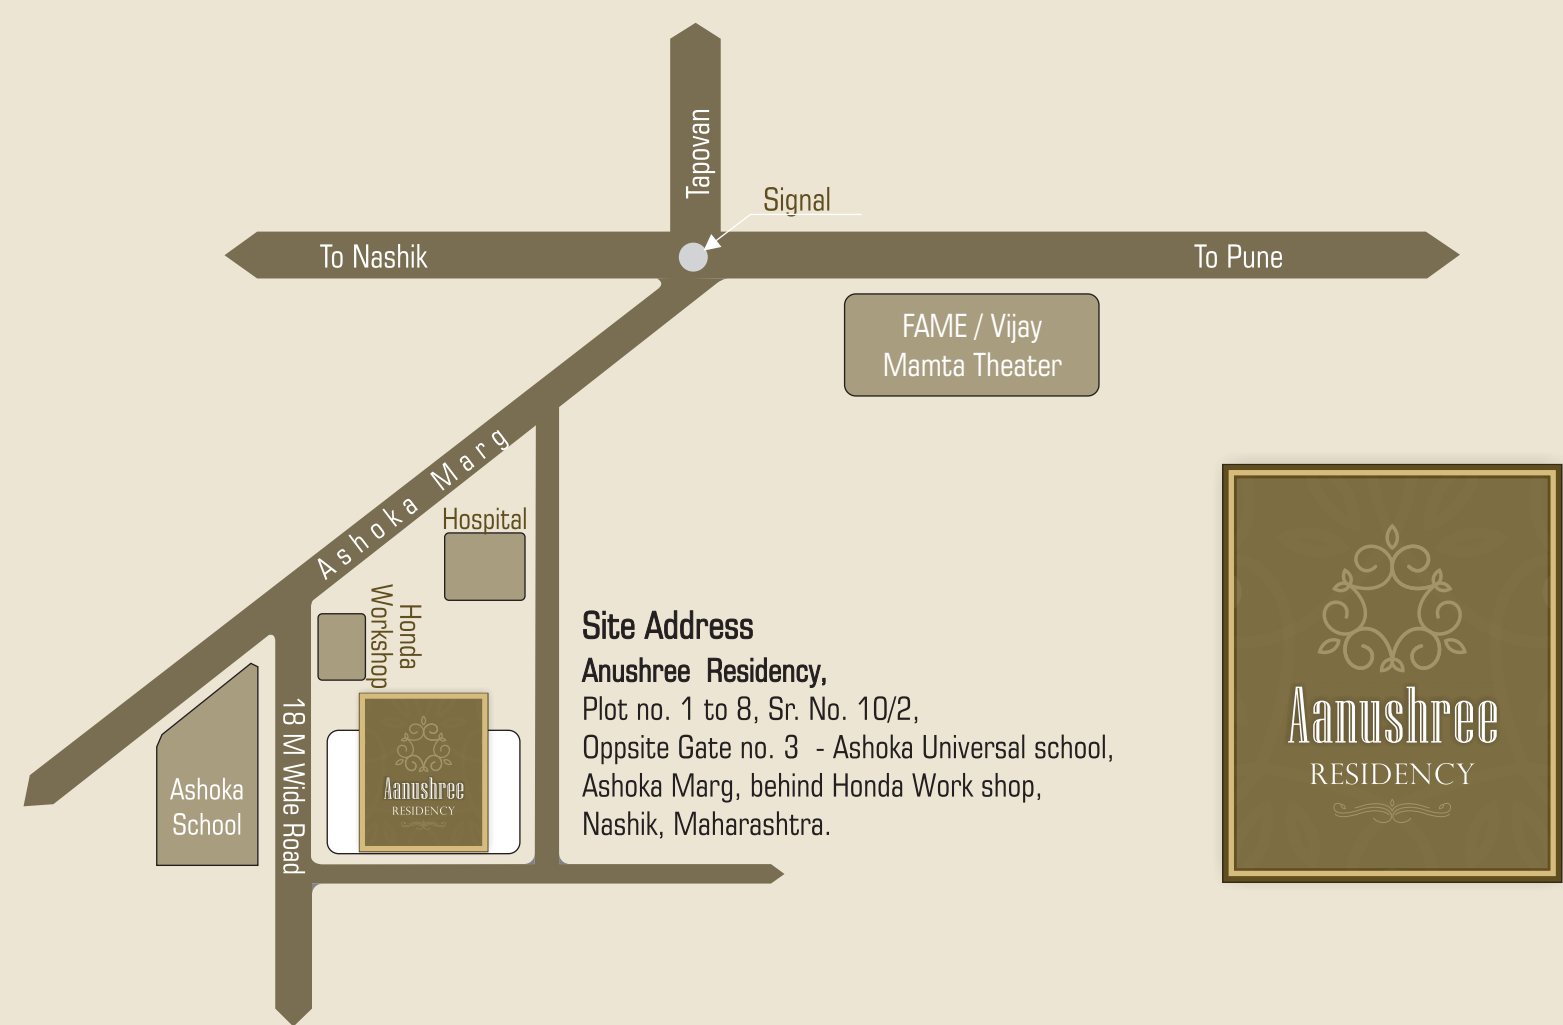 Tapovan
Signal
To Nashik
To Pune
FAME / Vijay
Mamta Theater
Ashoka Marg
Hospital
Honda
Workshop
18 M Wide Road
Ashoka
School
Aanushree
RESIDENCY
Site Address
Anushree Residency,
Plot no. 1 to 8, Sr. No. 10/2,
Oppsite Gate no. 3 - Ashoka Universal school,
Ashoka Marg, behind Honda Work shop,
Nashik, Maharashtra.
Aanushree
RESIDENCY